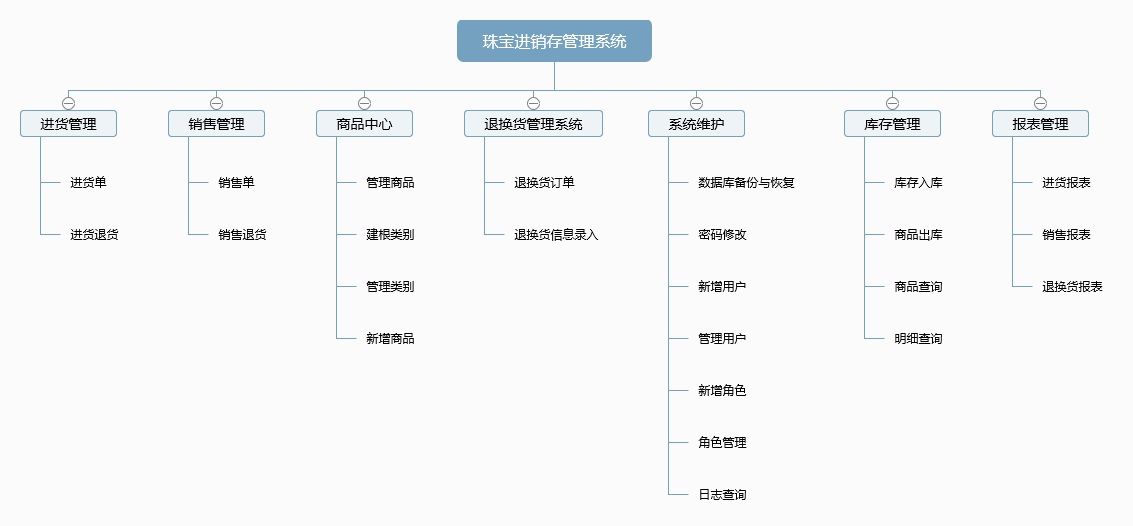 珠宝进销存管理系统
进货管理
销售管理
商品中心
退换货管理系统
系统维护
库存管理
报表管理
进货单
进货退货
销售单
销售退货
管理商品
建根类别
管理类别
新增商品
退换货订单
退换货信息录入
数据库备份与恢复
密码修改
新增用户
管理用户
新增角色
角色管理
日志查询
库存入库
商品出库
商品查询
明细查询
进货报表
销售报表
退换货报表